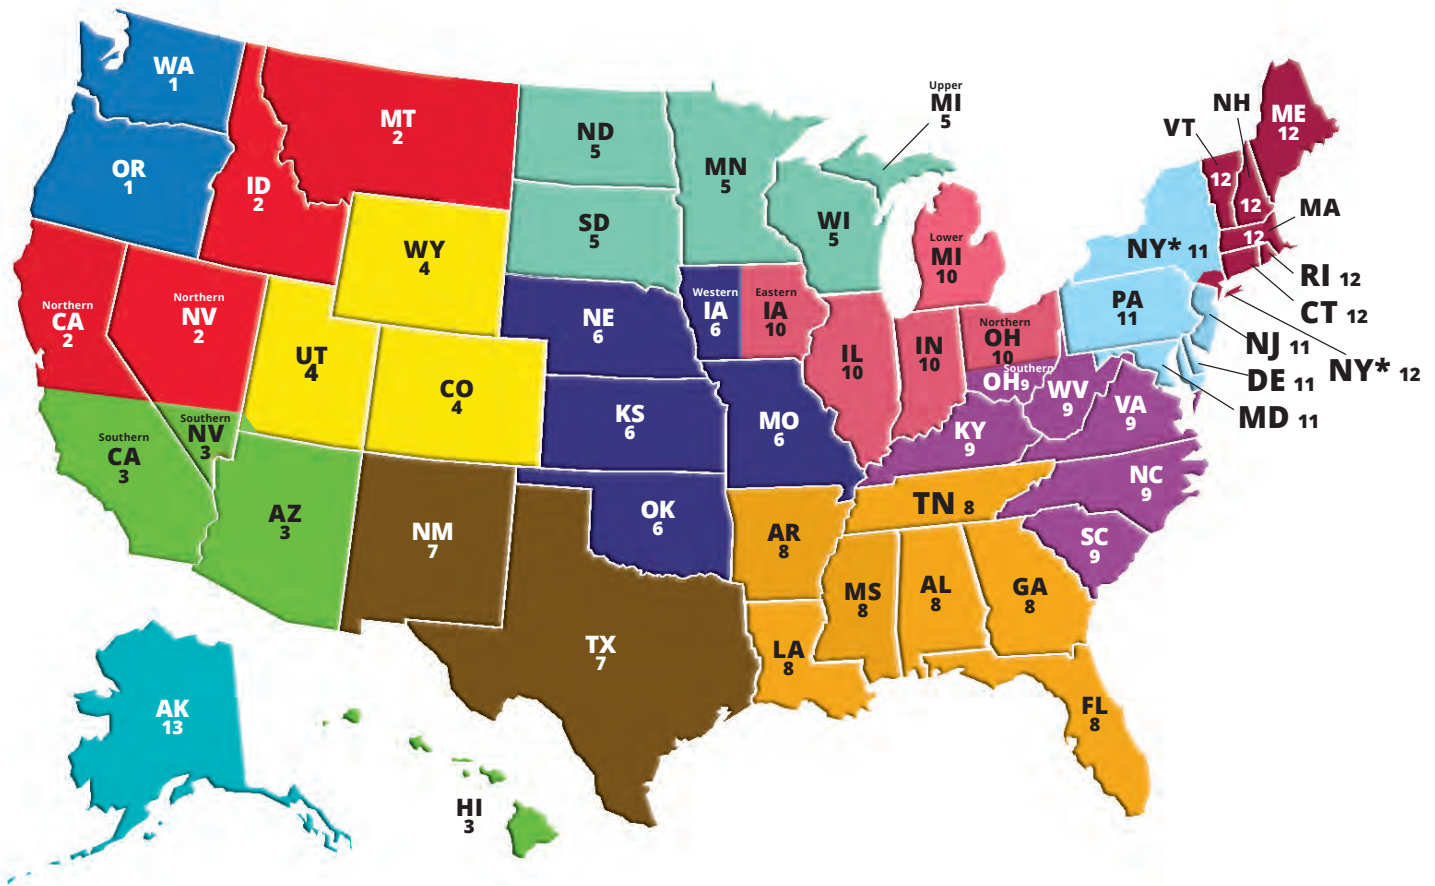 WA
1
OR
1
MT
2
ID
2
WY
4
Northern
CA
2
Northern
NV
2
UT
4
CO
4
Southern
CA
3
Southern
NV
3
AZ
3
NM
7
ND
5
SD
5
MN
5
WI
5
Upper
MI
5
Lower
MI
10
NE
6
Western
IA
6
Eastern
IA
10
KS
6
MO
6
OK
6
TX
7
IL
10
IN
10
Northern
OH
10
Southern
OH9
WV
9
VA
9
KY
9
NC
9
SC
9
TN 8
AR
8
LA
8
MS
8
AL
8
GA
8
FL
8
ME
12
NH
12
VT
12
MA
12
RI 12
CT 12
NY* 11
NY* 12
PA
11
NJ 11
DE 11
MD 11
AK
13
HI
3